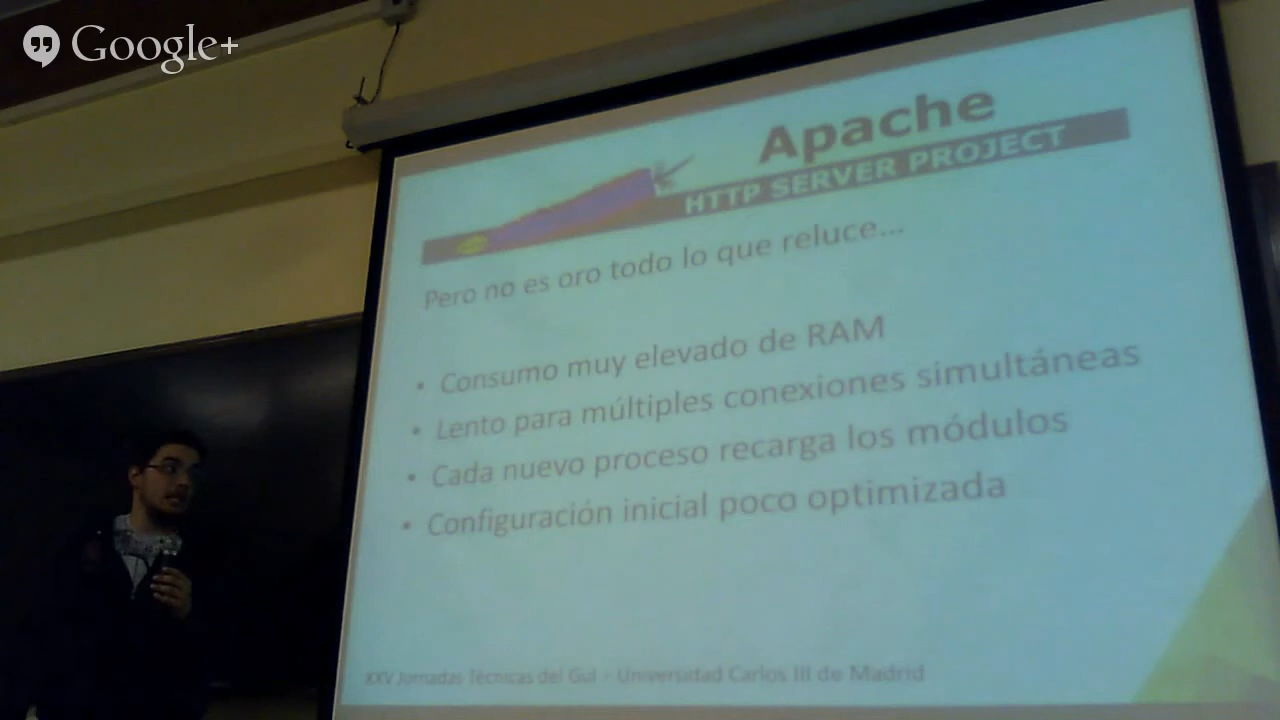 Google+
Apache
HTTP SERVER PROJECT
Pero no es oro todo lo que reluce...
• Consumo muy elevado de RAM
• Lento para múltiples conexiones simultáneas
• Cada nuevo proceso recarga los módulos
• Configuración inicial poco optimizada
XXV Jornadas Técnicas del Gul - Universidad Carlos III de Madrid